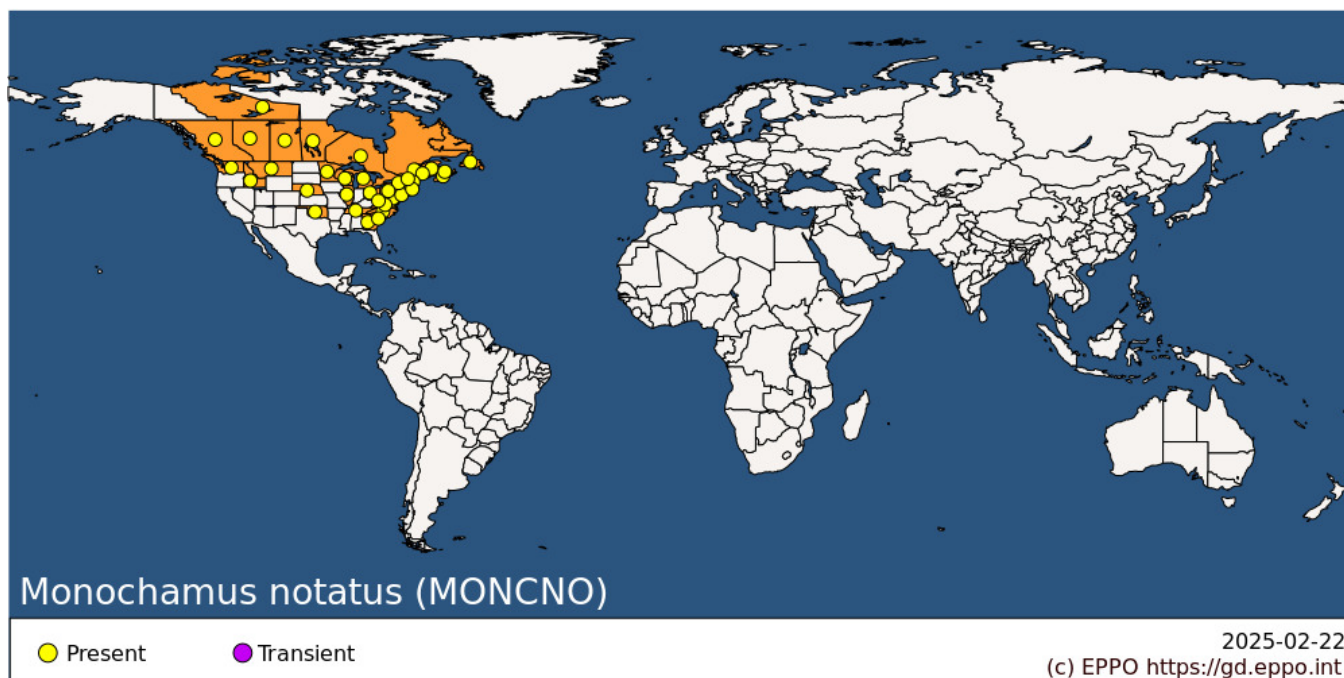 Monochamus notatus (MONCNO)
Present
Transient
2025-02-22
(c) EPPO https://gd.eppo.int